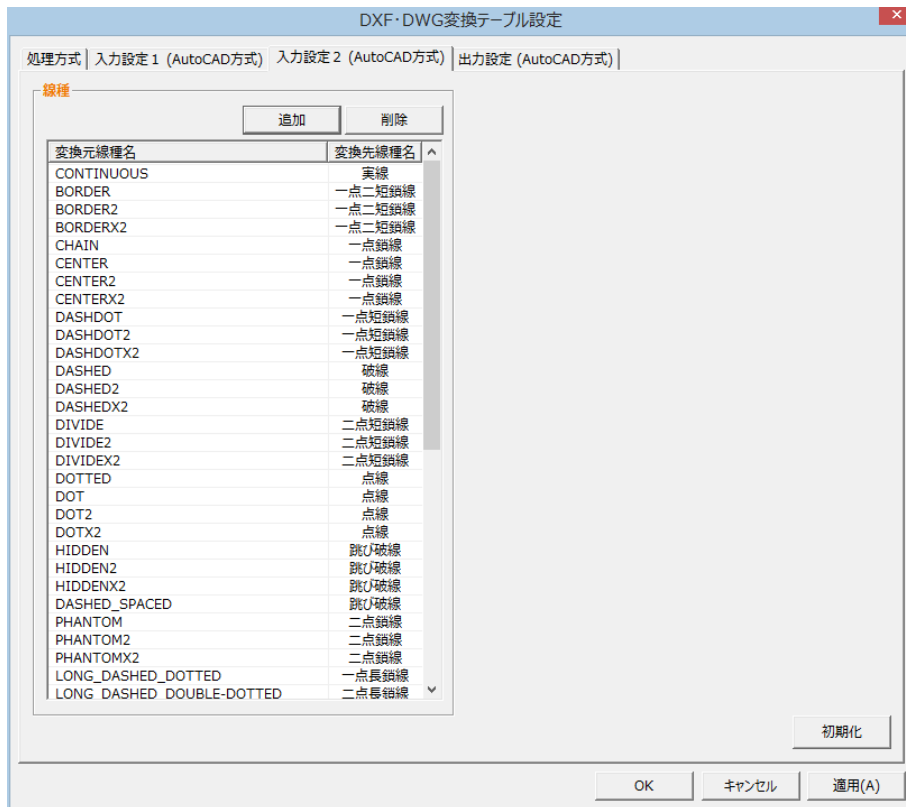 DXF･DWG変換テーブル設定
処理方式 入力設定１ (AutoCAD方式) 入力設定２ (AutoCAD方式) 出力設定 (AutoCAD方式)
線種
追加 削除
変換元線種名 変換先線種名
CONTINUOUS 実線
BORDER 一点二短鎖線
BORDER2 一点二短鎖線
BORDERX2 一点二短鎖線
CHAIN 一点鎖線
CENTER 一点鎖線
CENTER2 一点鎖線
CENTERX2 一点鎖線
DASHDOT 一点短鎖線
DASHDOT2 一点短鎖線
DASHDOTX2 一点短鎖線
DASHED 破線
DASHED2 破線
DASHEDX2 破線
DIVIDE 二点短鎖線
DIVIDE2 二点短鎖線
DIVIDEX2 二点短鎖線
DOTTED 点線
DOT 点線
DOT2 点線
DOTX2 点線
HIDDEN 跳び破線
HIDDEN2 跳び破線
HIDDENX2 跳び破線
DASHED_SPACED 跳び破線
PHANTOM 二点鎖線
PHANTOM2 二点鎖線
PHANTOMX2 二点鎖線
LONG_DASHED_DOTTED 一点長鎖線
LONG_DASHED_DOUBLE-DOTTED 二点長鎖線
初期化
OK キャンセル 適用(A)